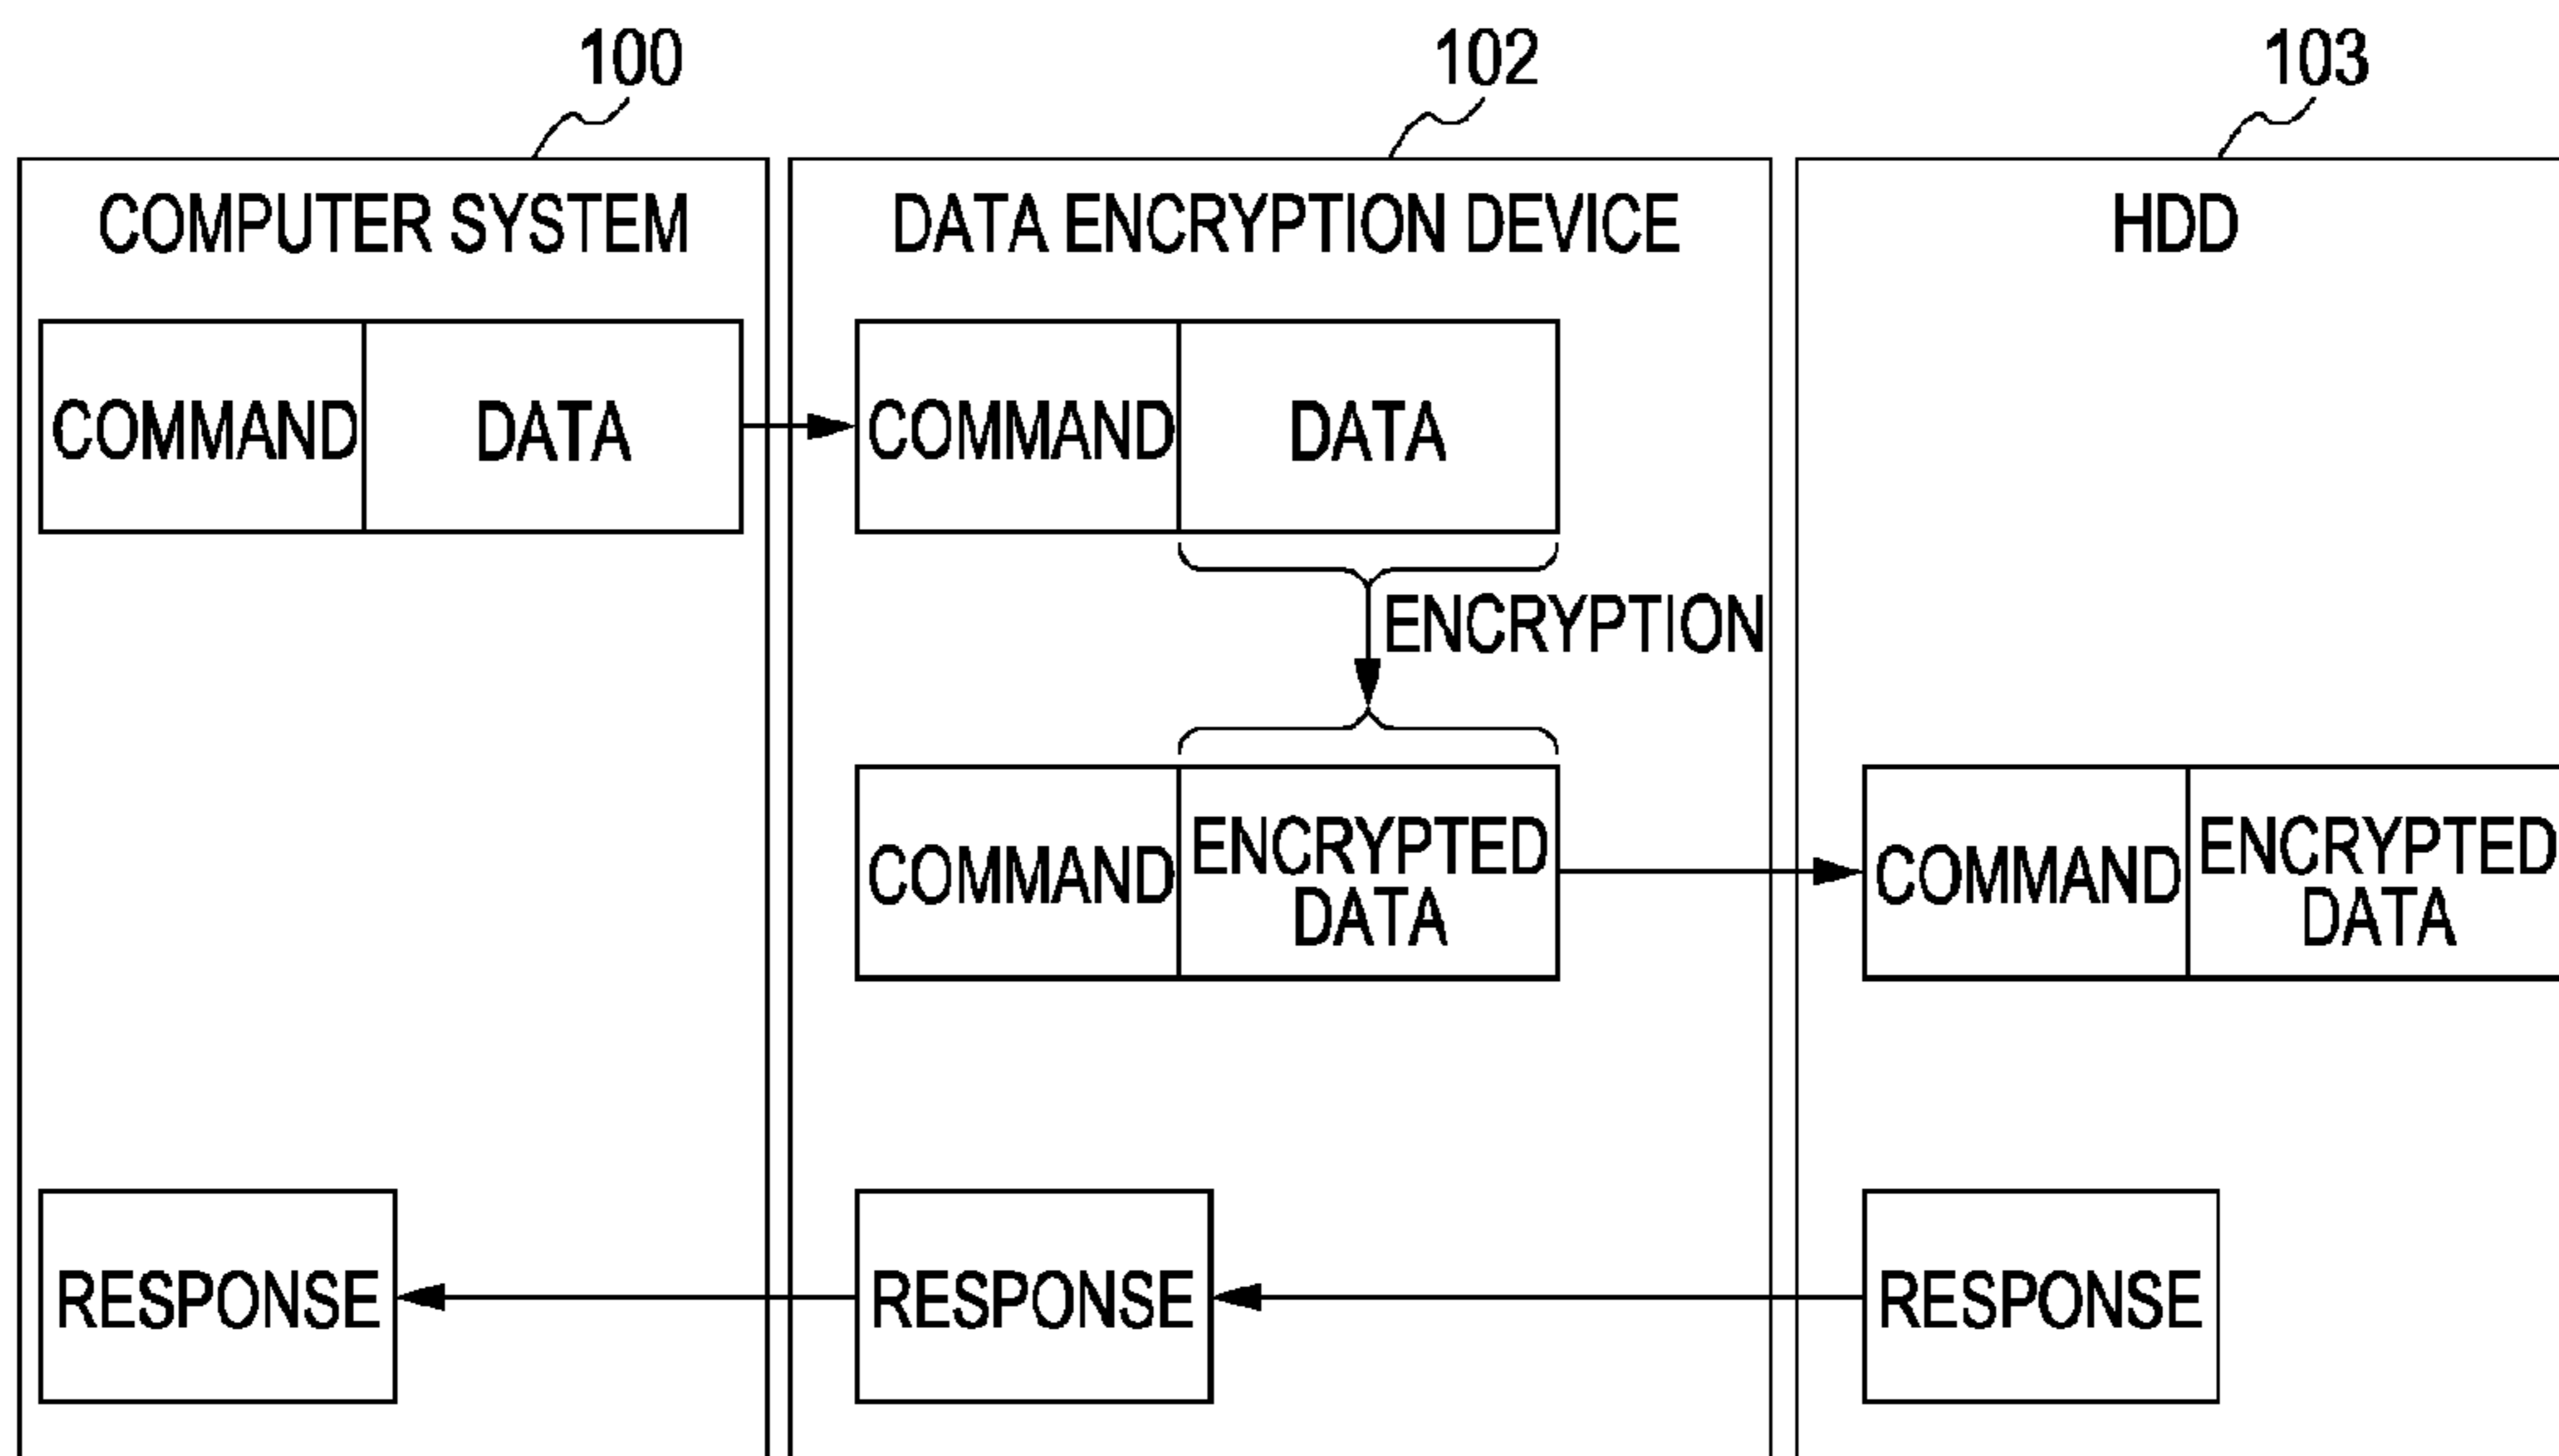 100
102
103
COMPUTER SYSTEM
DATA ENCRYPTION DEVICE
HDD
COMMAND
DATA
COMMAND
DATA
ENCRYPTION
COMMAND
ENCRYPTED
DATA
COMMAND
ENCRYPTED
DATA
RESPONSE
RESPONSE
RESPONSE